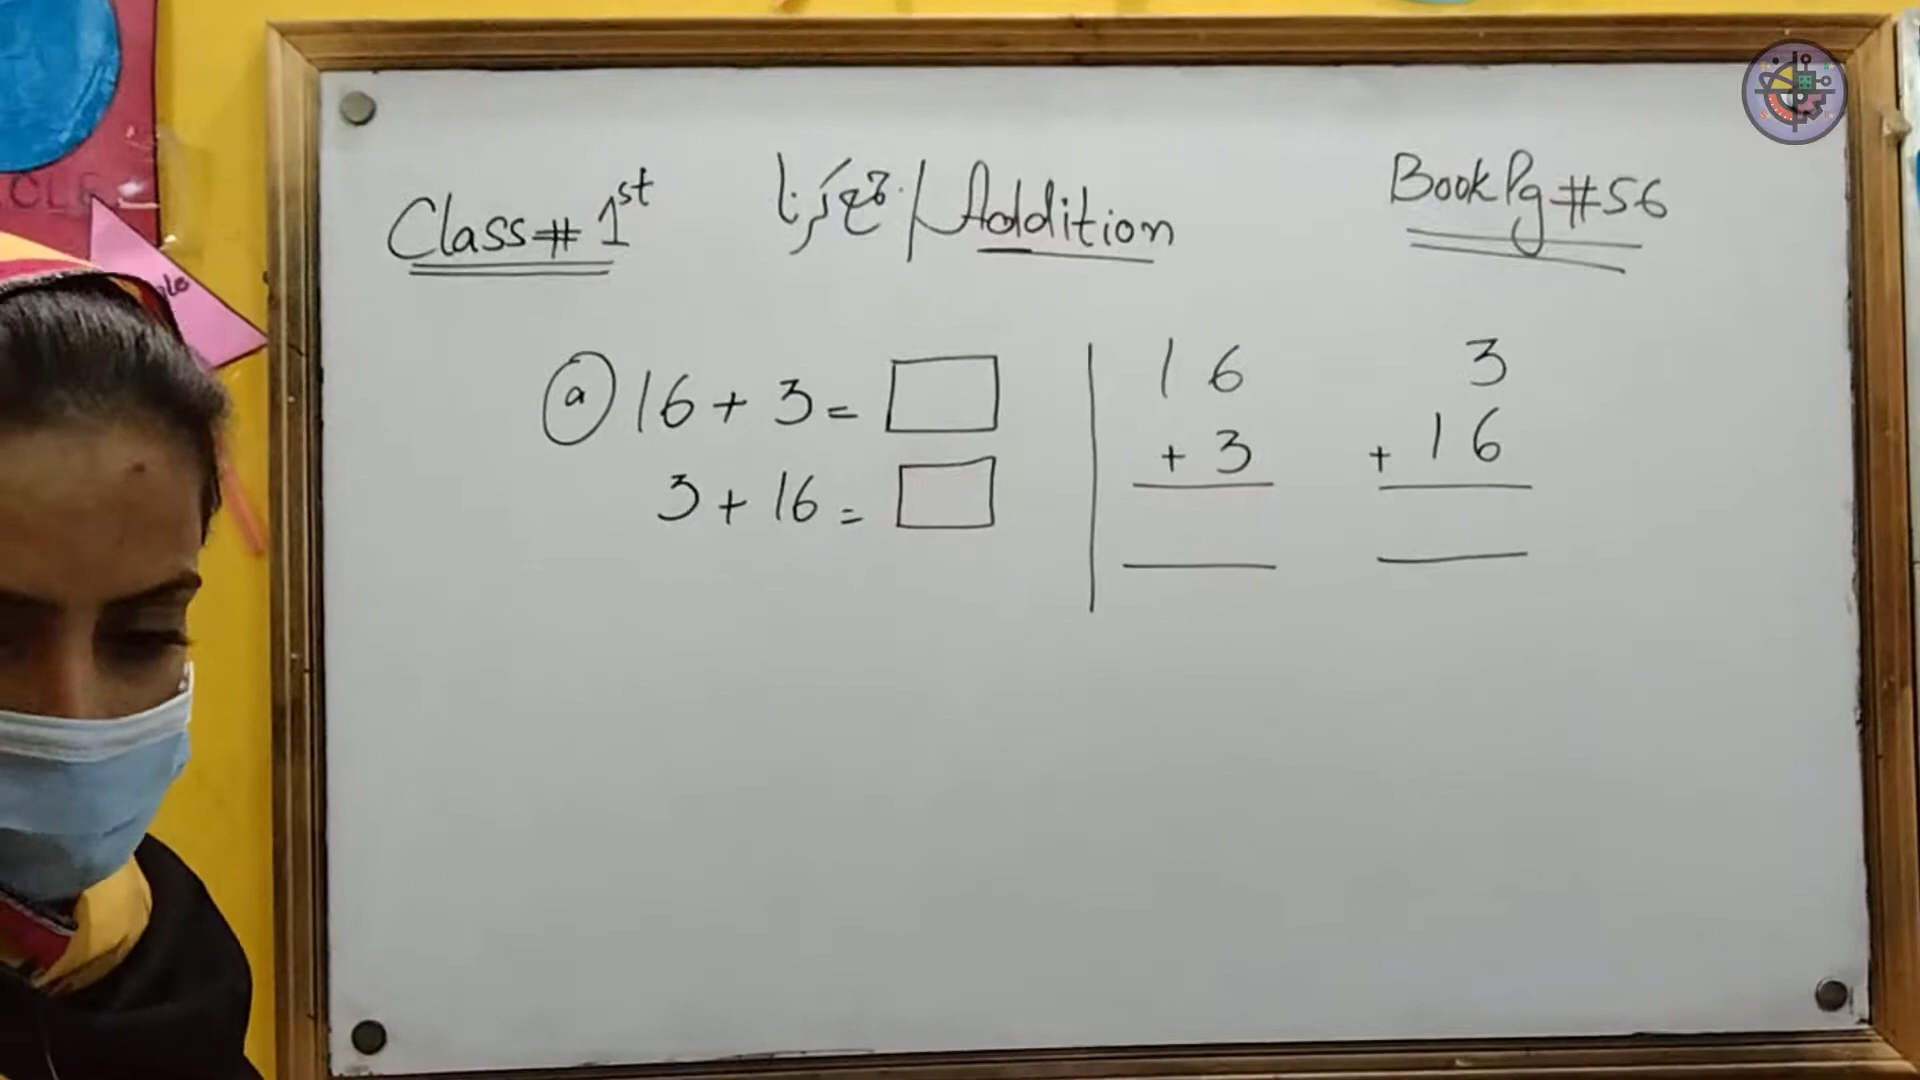 Class # 1st
جمع کرنا / Addition
Book Pg # 56
a 16 + 3 =
3 + 16 =
16
+ 3
3
+ 16